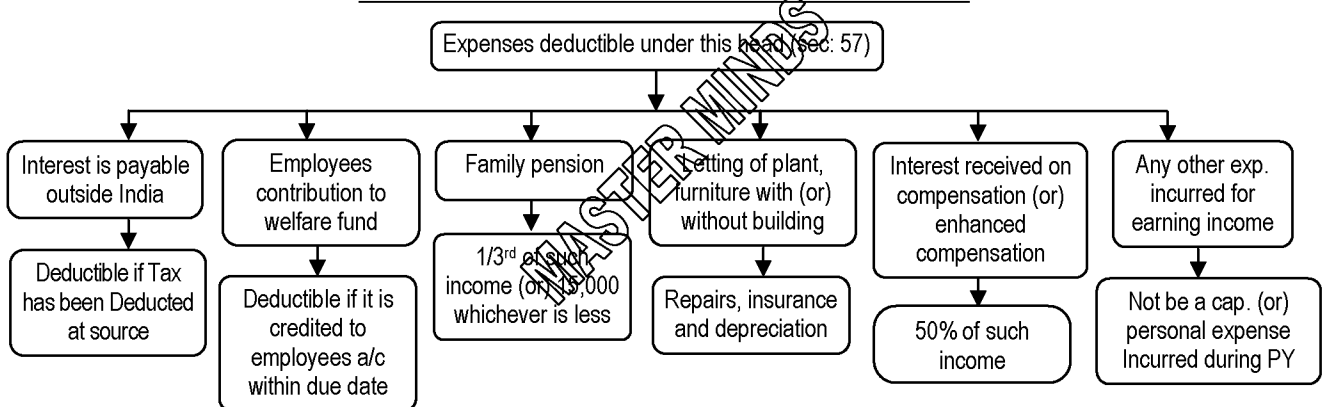 Expenses deductible under this head (sec: 57)
Interest is payable
outside India
Deductible if Tax
has been Deducted
at source
Employees
contribution to
welfare fund
Deductible if it is
credited to
employees a/c
within due date
Family pension
1/3rd of such
income (or) 15,000
whichever is less
Letting of plant,
furniture with (or)
without building
Repairs, insurance
and depreciation
Interest received on
compensation (or)
enhanced
compensation
50% of such
income
Any other exp.
incurred for
earning income
Not be a cap. (or)
personal expense
Incurred during PY
MASTER MINDS